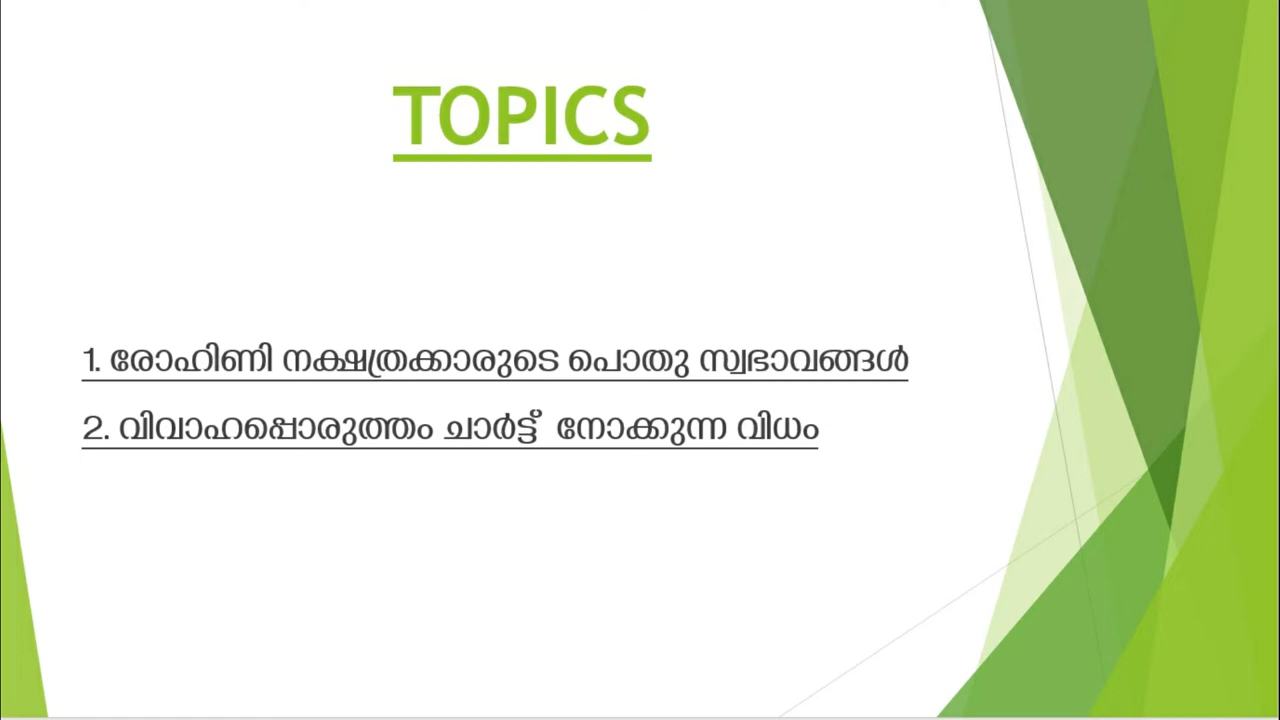 TOPICS
1. രോഹിണി നക്ഷത്രക്കാരുടെ പൊതു സ്വഭാവങ്ങൾ
2. വിവാഹപ്പൊരുത്തം ചാർട്ട് നോക്കുന്ന വിധം